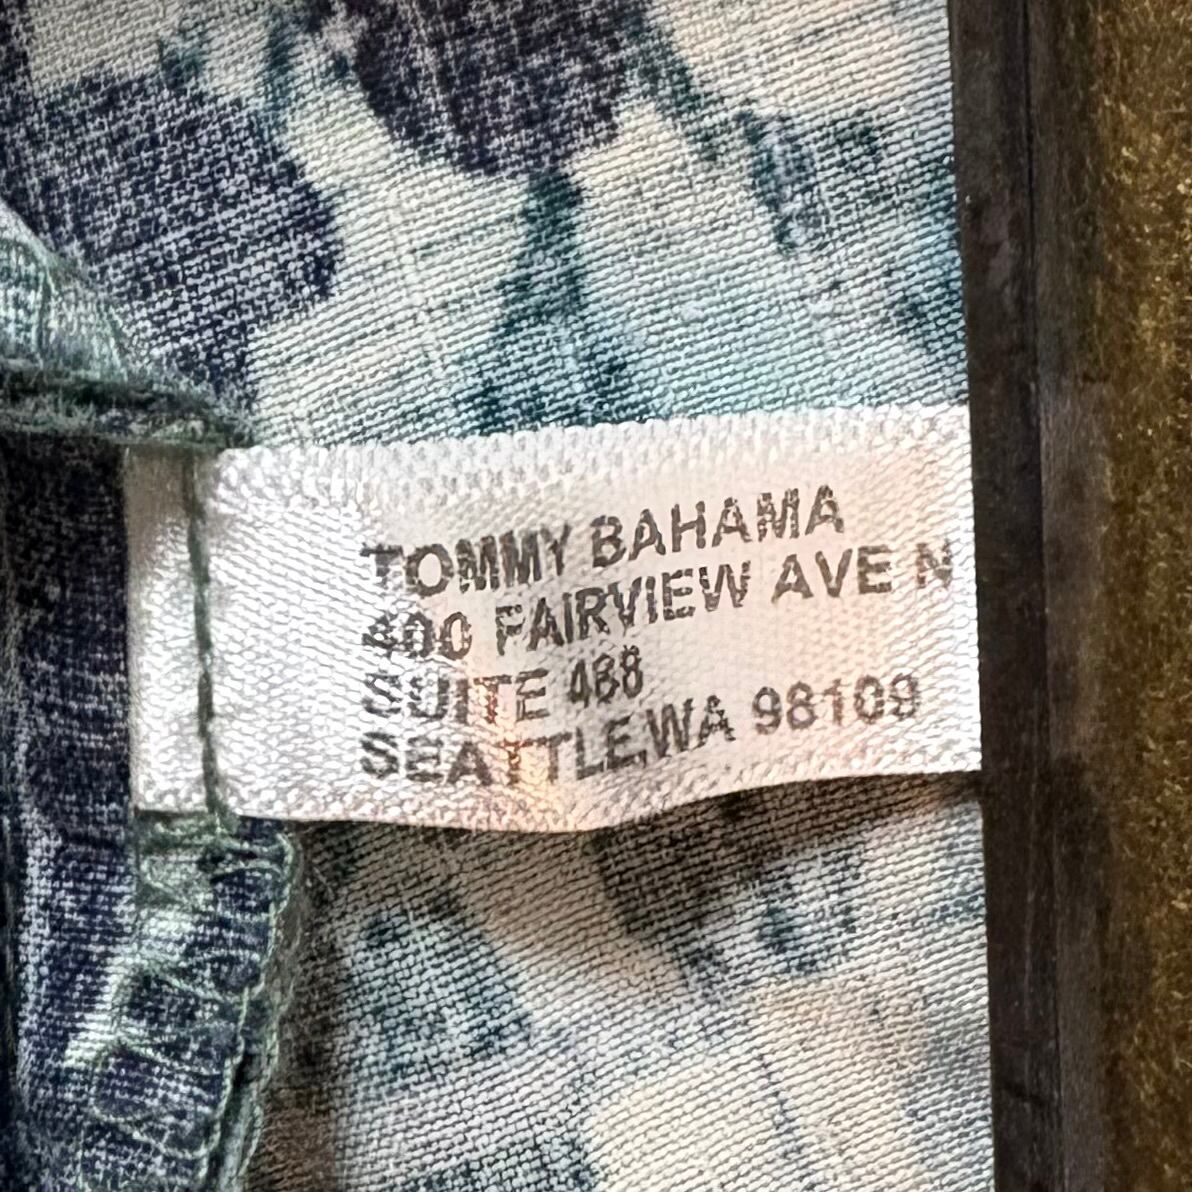 TOMMY BAHAMA
400 FAIRVIEW AVE N
SUITE 488
SEATTLE,WA 98109